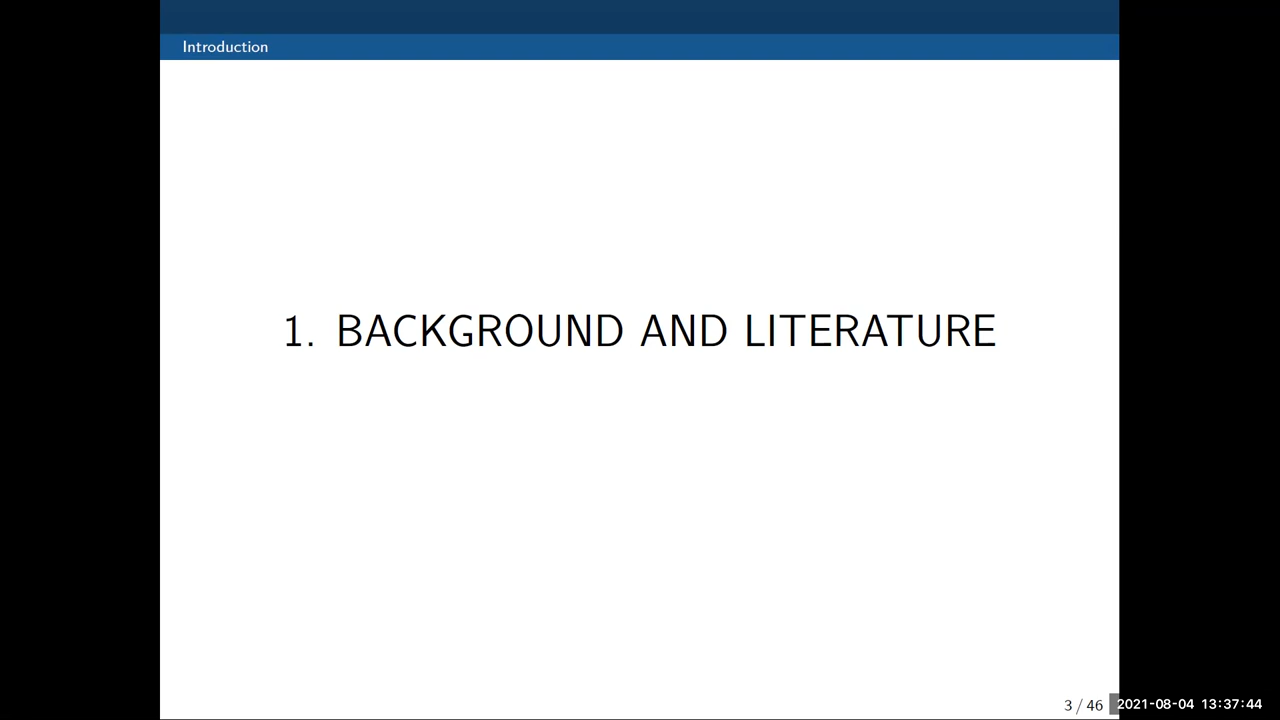 Introduction
1. BACKGROUND AND LITERATURE
3 / 46
2021-08-04 13:37:44